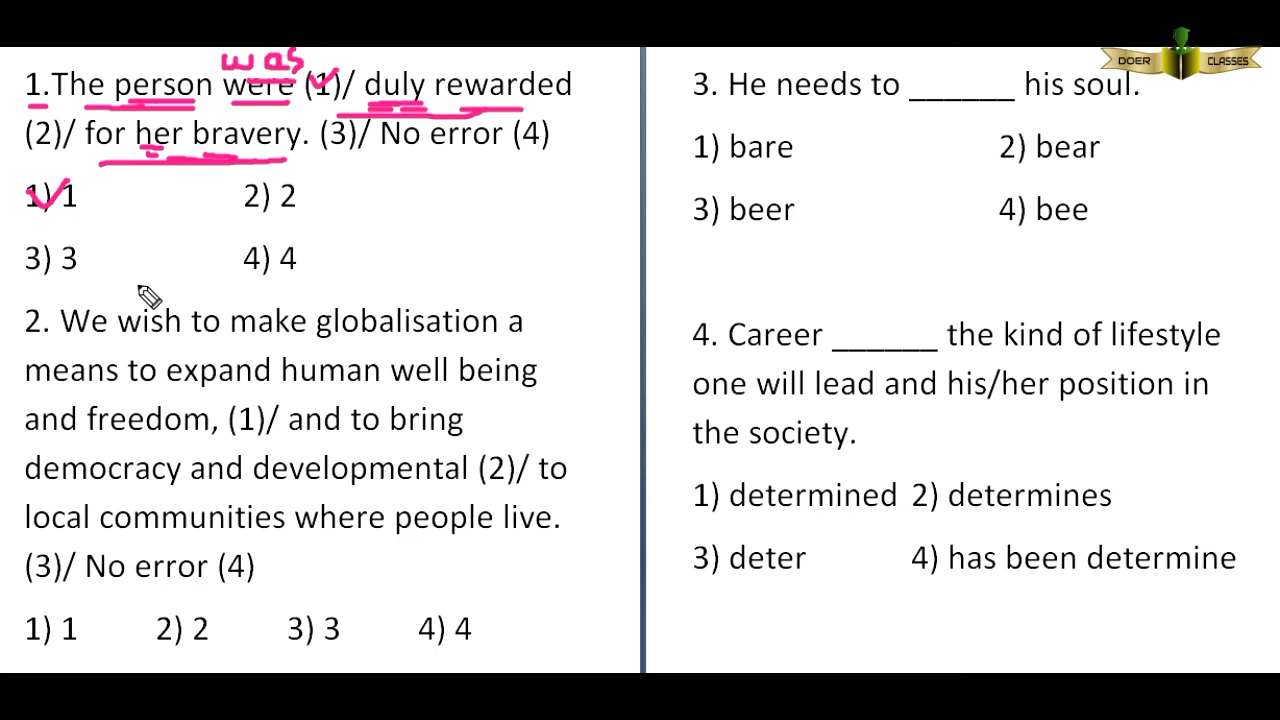 was
1.The person were (1)/ duly rewarded
(2)/ for her bravery. (3)/ No error (4)
1) 1 2) 2
3) 3 4) 4
2. We wish to make globalisation a
means to expand human well being
and freedom, (1)/ and to bring
democracy and developmental (2)/ to
local communities where people live.
(3)/ No error (4)
1) 1 2) 2 3) 3 4) 4
DOER CLASSES
3. He needs to ______ his soul.
1) bare 2) bear
3) beer 4) bee
4. Career ______ the kind of lifestyle
one will lead and his/her position in
the society.
1) determined 2) determines
3) deter 4) has been determine